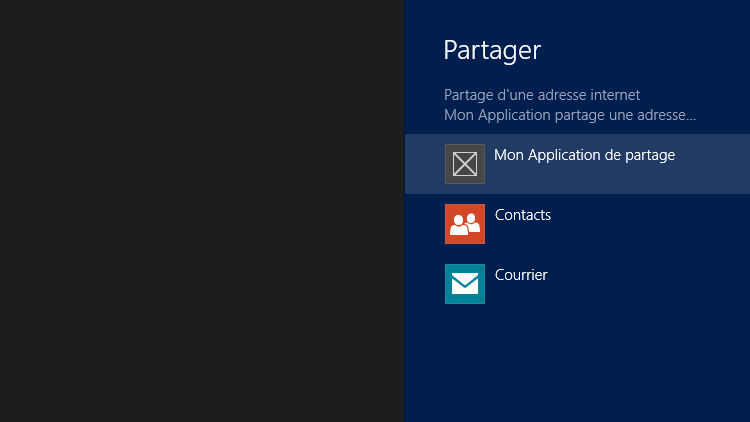 Partager
Partage d'une adresse internet
Mon Application partage une adresse...
Mon Application de partage
Contacts
Courrier